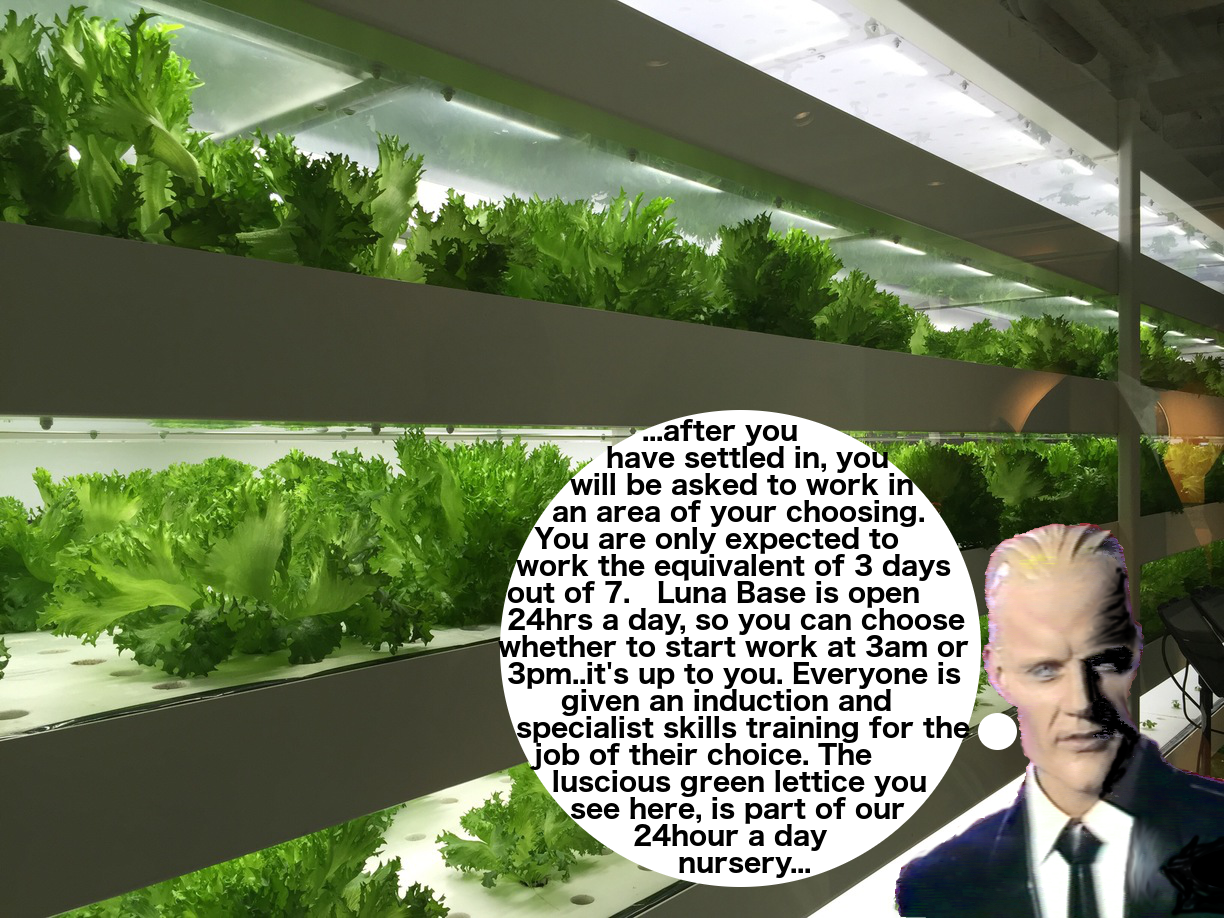 ...after you
have settled in, you
will be asked to work in
an area of your choosing.
You are only expected to
work the equivalent of 3 days
out of 7.   Luna Base is open
24hrs a day, so you can choose
whether to start work at 3am or
3pm..it's up to you. Everyone is
given an induction and
specialist skills training for the
job of their choice. The
luscious green lettice you
see here, is part of our
24hour a day
nursery...